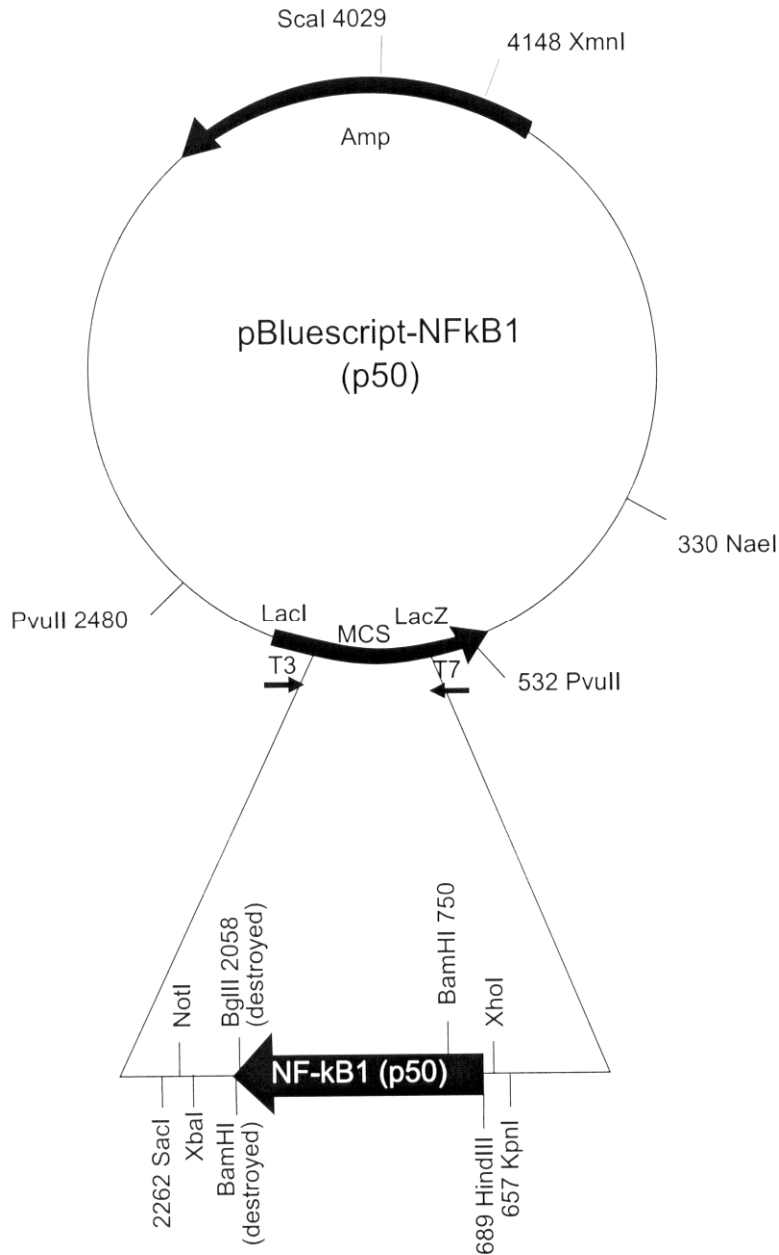 ScaI 4029
4148 XmnI
Amp
pBluescript-NFkB1
(p50)
330 NaeI
PvuII 2480
LacI
MCS
LacZ
T3
T7
532 PvuII
NotI
BglII 2058
(destroyed)
BamHI 750
XhoI
NF-kB1 (p50)
2262 SacI
XbaI
BamHI
(destroyed)
689 HindIII
657 KpnI